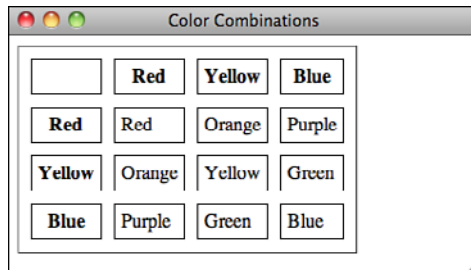 Color Combinations
Red Yellow Blue
Red Red Orange Purple
Yellow Orange Yellow Green
Blue Purple Green Blue